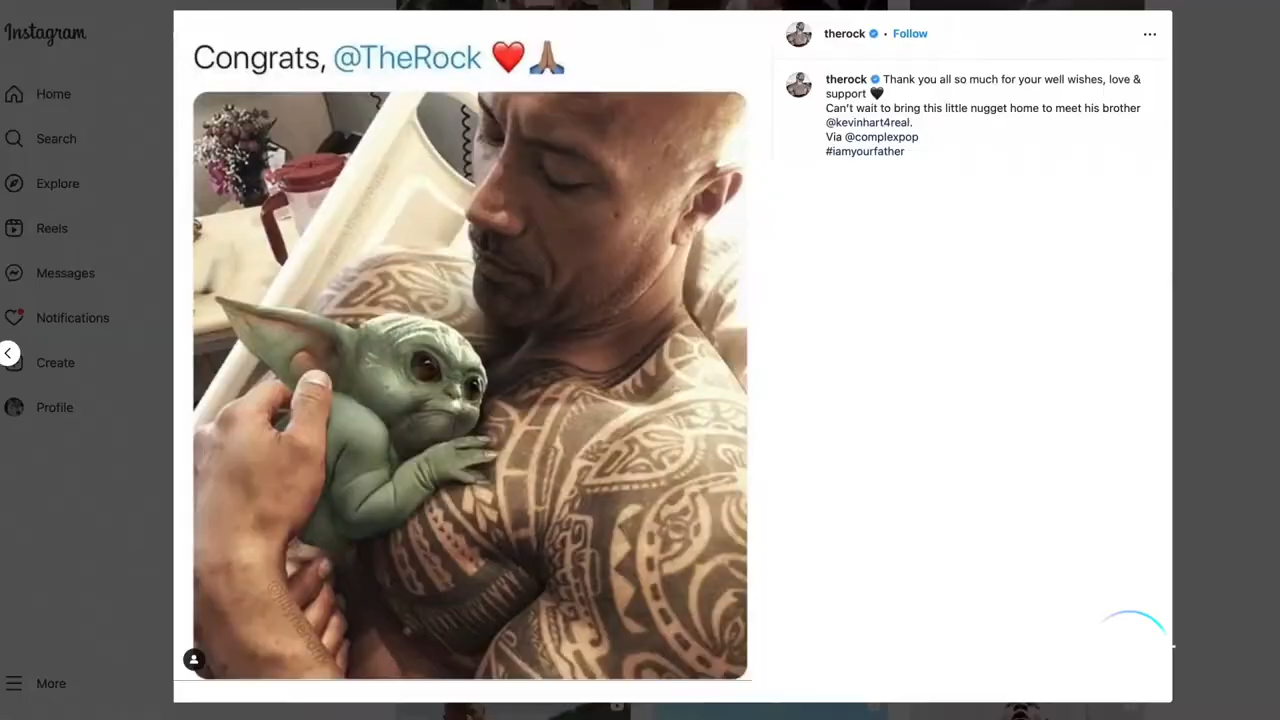 Instagram
Home
Search
Explore
Reels
Messages
Notifications
Create
Profile
More
Congrats, @TheRock ❤️🙏🏽
therock • Follow
therock Thank you all so much for your well wishes, love &
support 🖤
Can't wait to bring this little nugget home to meet his brother
@kevinhart4real.
Via @complexpop
#iamyourfather